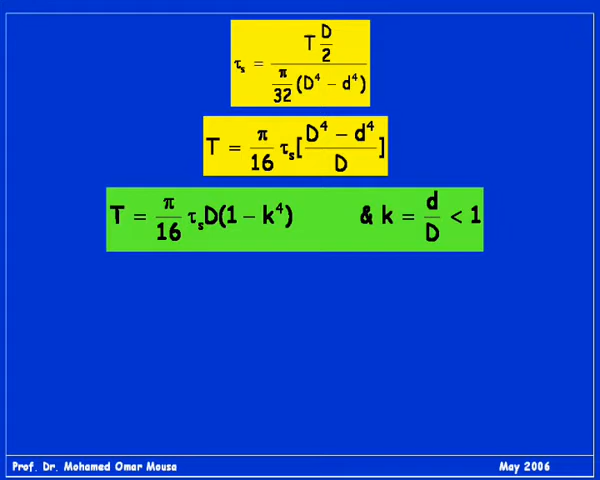 τs = (T D/2) / (π/32 (D⁴ − d⁴))
T = π/16 τs[(D⁴ − d⁴)/D]
T = π/16 τsD(1 − k⁴) & k = d/D < 1
Prof. Dr. Mohamed Omar Mousa May 2006